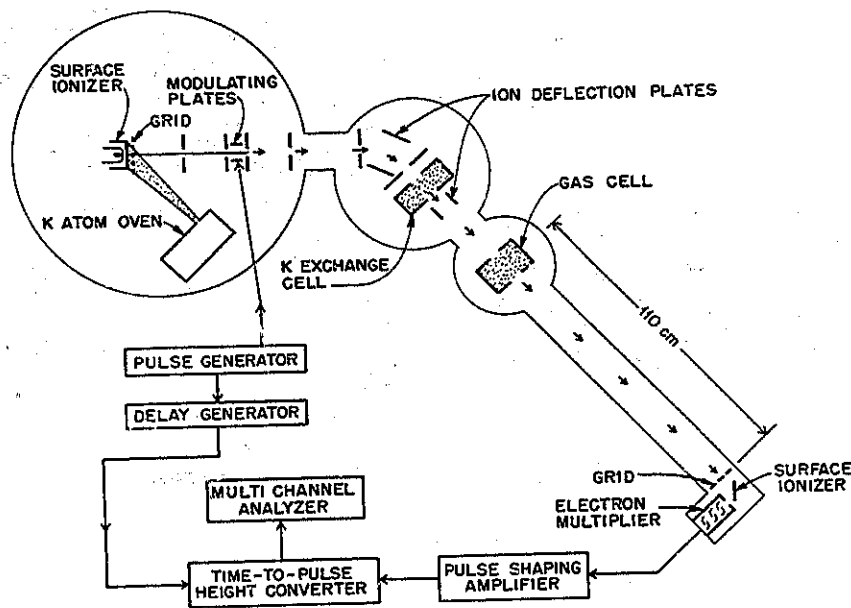 SURFACE
IONIZER
GRID
MODULATING
PLATES
ION DEFLECTION PLATES
K ATOM OVEN
K EXCHANGE
CELL
GAS CELL
110 cm
PULSE GENERATOR
DELAY GENERATOR
MULTI CHANNEL
ANALYZER
TIME-TO-PULSE
HEIGHT CONVERTER
PULSE SHAPING
AMPLIFIER
GRID
SURFACE
IONIZER
ELECTRON
MULTIPLIER